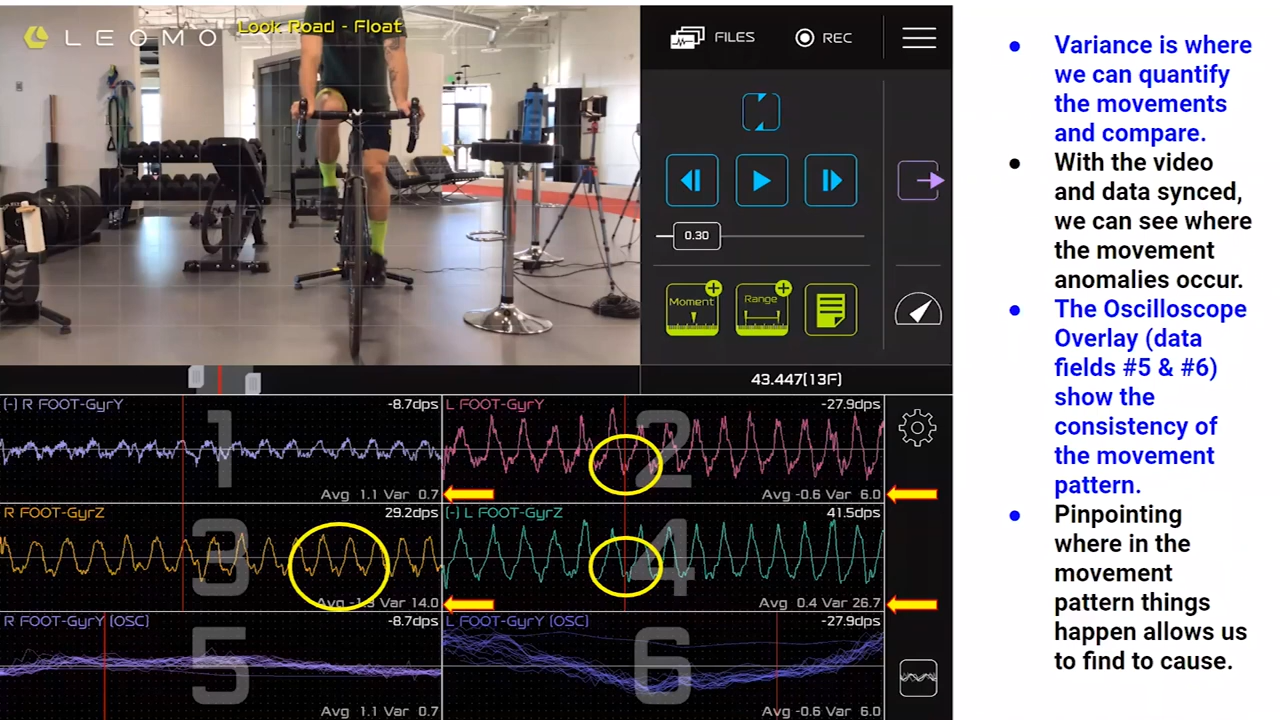 LEOMO
Look Road - Float
FILES
REC
0.30
Moment
Range
43.447(13F)
(-) R FOOT-GyrY
-8.7dps
1
Avg 1.1 Var 0.7
L FOOT-GyrY
-27.9dps
2
Avg -0.6 Var 6.0
R FOOT-GyrZ
29.2dps
3
Avg -1.3 Var 14.0
(-) L FOOT-GyrZ
41.5dps
4
Avg 0.4 Var 26.7
R FOOT-GyrY (OSC)
-8.7dps
5
Avg 1.1 Var 0.7
L FOOT-GyrY (OSC)
-27.9dps
6
Avg -0.6 Var 6.0
Variance is where
we can quantify
the movements
and compare.
With the video
and data synced,
we can see where
the movement
anomalies occur.
The Oscilloscope
Overlay (data
fields #5 & #6)
show the
consistency of
the movement
pattern.
Pinpointing
where in the
movement
pattern things
happen allows us
to find to cause.